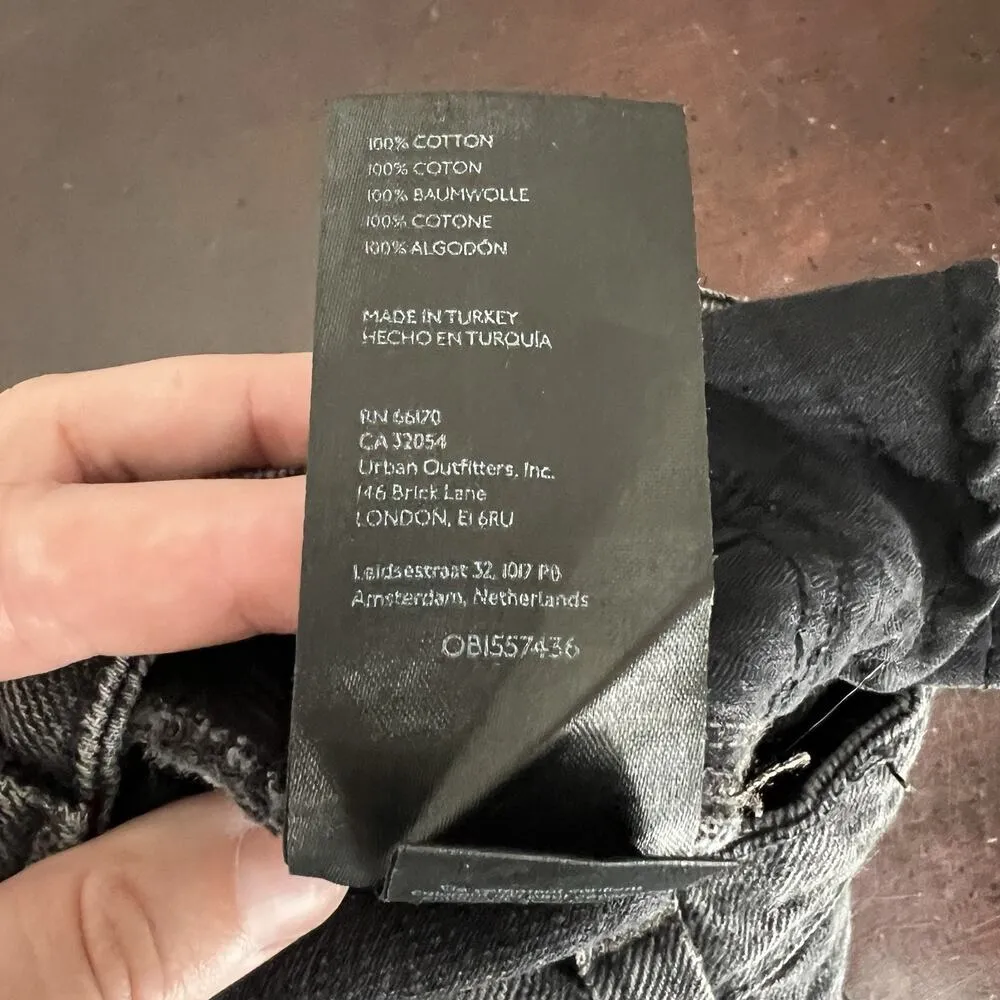 100% COTTON
100% COTON
100% BAUMWOLLE
100% COTONE
100% ALGODÓN
MADE IN TURKEY
HECHO EN TURQUÍA
RN 66170
CA 32054
Urban Outfitters, Inc.
146 Brick Lane
LONDON, E1 6RU
Leidsestraat 32, 1017 PB
Amsterdam, Netherlands
OB1557436